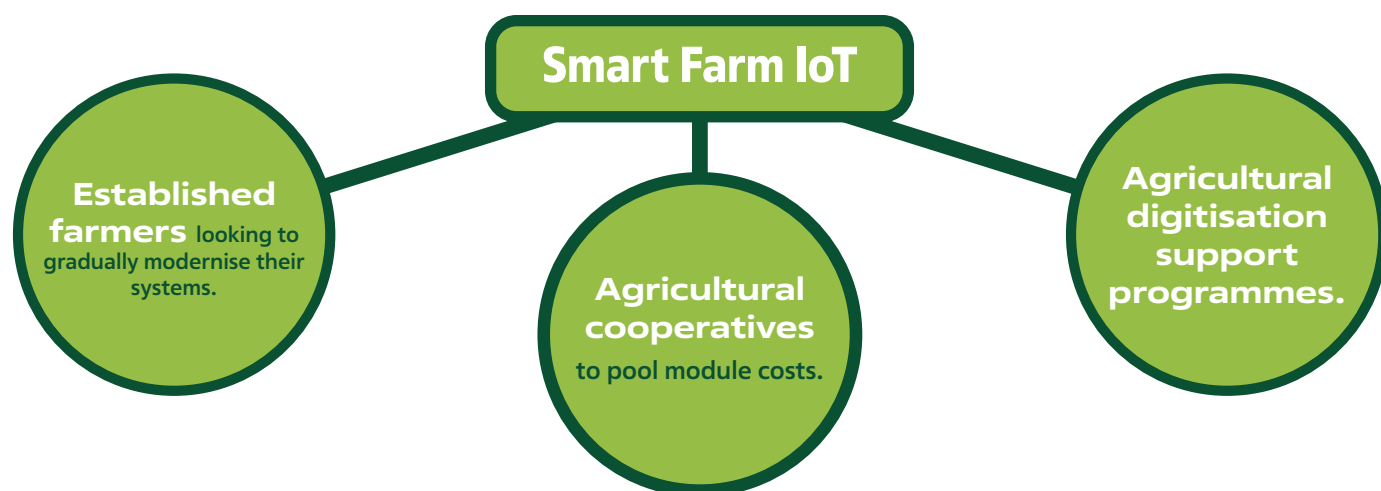 Smart Farm IoT
Established
farmers looking to
gradually modernise their
systems.
Agricultural
cooperatives
to pool module costs.
Agricultural
digitisation
support
programmes.